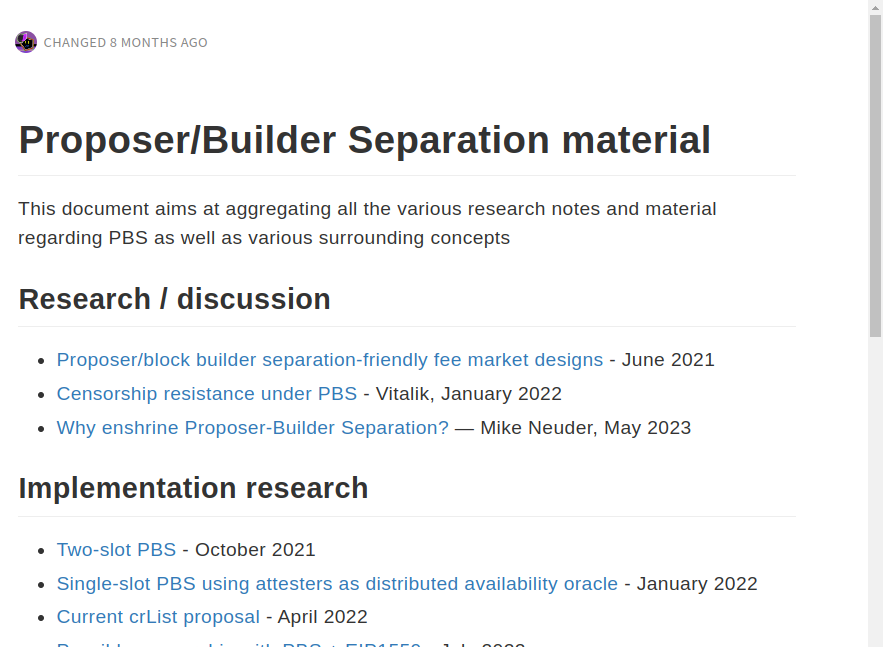 CHANGED 8 MONTHS AGO
Proposer/Builder Separation material
This document aims at aggregating all the various research notes and material
regarding PBS as well as various surrounding concepts
Research / discussion
Proposer/block builder separation-friendly fee market designs - June 2021
Censorship resistance under PBS - Vitalik, January 2022
Why enshrine Proposer-Builder Separation? — Mike Neuder, May 2023
Implementation research
Two-slot PBS - October 2021
Single-slot PBS using attesters as distributed availability oracle - January 2022
Current crList proposal - April 2022